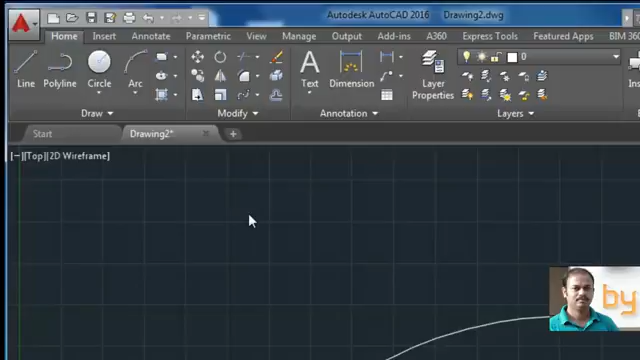 Autodesk AutoCAD 2016 Drawing2.dwg
Home Insert Annotate Parametric View Manage Output Add-ins A360 Express Tools Featured Apps BIM 360
Line Polyline Circle Arc Text Dimension Layer Properties 0
Draw Modify Annotation Layers
Start Drawing2*
[−][Top][2D Wireframe]
by